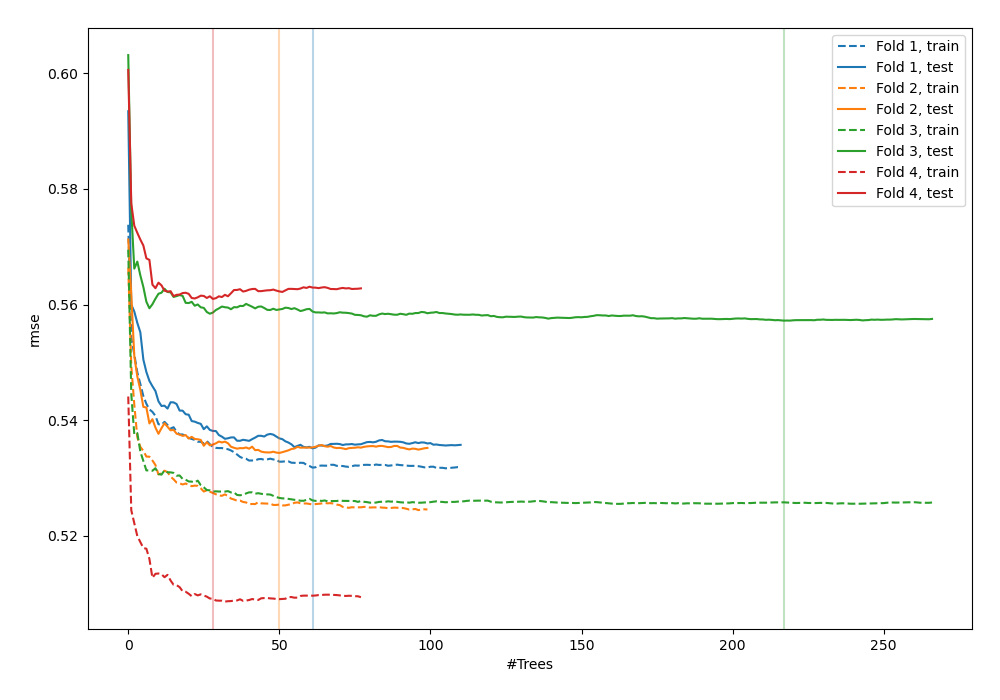 0.60
0.58
0.56
0.54
0.52
rmse
0
50
100
150
200
250
#Trees
Fold 1, train
Fold 1, test
Fold 2, train
Fold 2, test
Fold 3, train
Fold 3, test
Fold 4, train
Fold 4, test